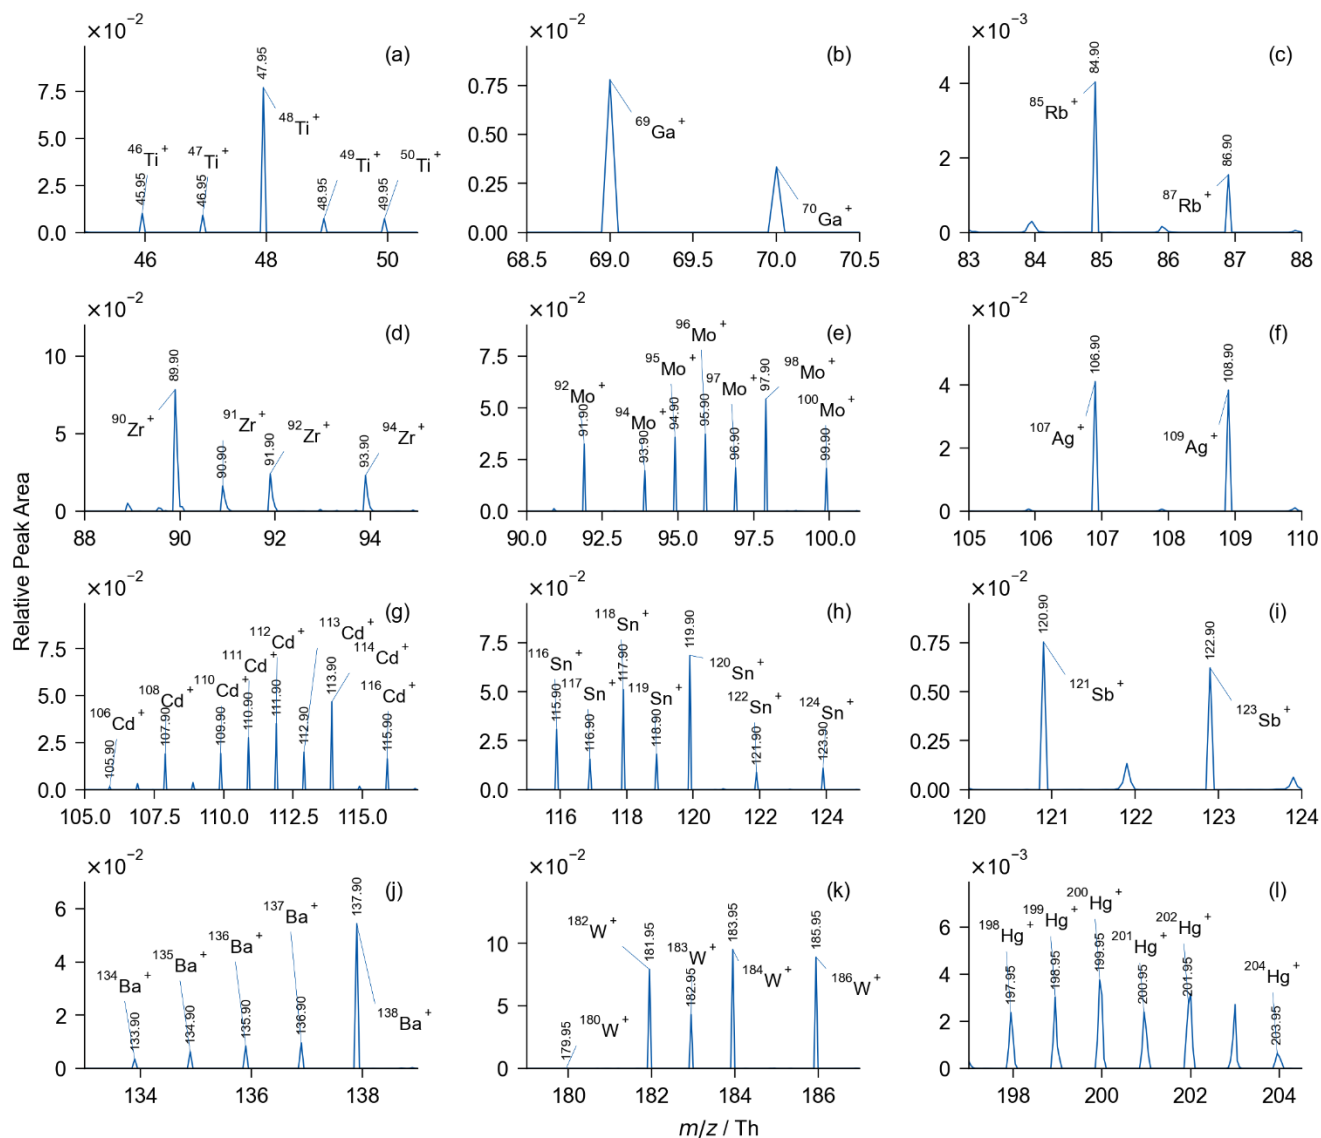 ×10⁻²
(a)
7.5
5.0
2.5
0.0
46
48
50
⁴⁶Ti⁺
45.95
⁴⁷Ti⁺
46.95
47.95
⁴⁸Ti⁺
⁴⁹Ti⁺
48.95
⁵⁰Ti⁺
49.95
×10⁻²
(b)
0.75
0.50
0.25
0.00
68.5
69.0
69.5
70.0
70.5
⁶⁹Ga⁺
⁷⁰Ga⁺
×10⁻³
(c)
4
2
0
83
84
85
86
87
88
84.90
⁸⁵Rb⁺
86.90
⁸⁷Rb⁺
×10⁻²
(d)
10
5
0
88
90
92
94
89.90
⁹⁰Zr⁺
⁹¹Zr⁺
90.90
⁹²Zr⁺
91.90
⁹⁴Zr⁺
93.90
×10⁻²
(e)
7.5
5.0
2.5
0.0
90.0
92.5
95.0
97.5
100.0
⁹²Mo⁺
91.90
⁹⁴Mo⁺
93.90
⁹⁵Mo⁺
94.90
⁹⁶Mo⁺
95.90
⁹⁷Mo⁺
96.90
97.90
⁹⁸Mo⁺
¹⁰⁰Mo⁺
99.90
×10⁻²
(f)
4
2
0
105
106
107
108
109
110
106.90
¹⁰⁷Ag⁺
108.90
¹⁰⁹Ag⁺
×10⁻²
(g)
7.5
5.0
2.5
0.0
105.0
107.5
110.0
112.5
115.0
¹⁰⁶Cd⁺
105.90
¹⁰⁸Cd⁺
107.90
¹¹⁰Cd⁺
109.90
¹¹¹Cd⁺
110.90
¹¹²Cd⁺
111.90
¹¹³Cd⁺
112.90
¹¹⁴Cd⁺
113.90
¹¹⁶Cd⁺
115.90
×10⁻²
(h)
7.5
5.0
2.5
0.0
116
118
120
122
124
¹¹⁶Sn⁺
115.90
¹¹⁷Sn⁺
116.90
¹¹⁸Sn⁺
117.90
¹¹⁹Sn⁺
118.90
119.90
¹²⁰Sn⁺
¹²²Sn⁺
121.90
¹²⁴Sn⁺
123.90
×10⁻²
(i)
0.75
0.50
0.25
0.00
120
121
122
123
124
120.90
¹²¹Sb⁺
122.90
¹²³Sb⁺
×10⁻²
(j)
6
4
2
0
134
136
138
¹³⁴Ba⁺
133.90
¹³⁵Ba⁺
134.90
¹³⁶Ba⁺
135.90
¹³⁷Ba⁺
136.90
137.90
¹³⁸Ba⁺
×10⁻²
(k)
10
5
0
180
182
184
186
179.95
¹⁸⁰W⁺
181.95
¹⁸²W⁺
¹⁸³W⁺
182.95
183.95
¹⁸⁴W⁺
185.95
¹⁸⁶W⁺
×10⁻³
(l)
6
4
2
0
198
200
202
204
¹⁹⁸Hg⁺
197.95
¹⁹⁹Hg⁺
198.95
²⁰⁰Hg⁺
199.95
²⁰¹Hg⁺
200.95
²⁰²Hg⁺
201.95
²⁰⁴Hg⁺
203.95
Relative Peak Area
m/z / Th